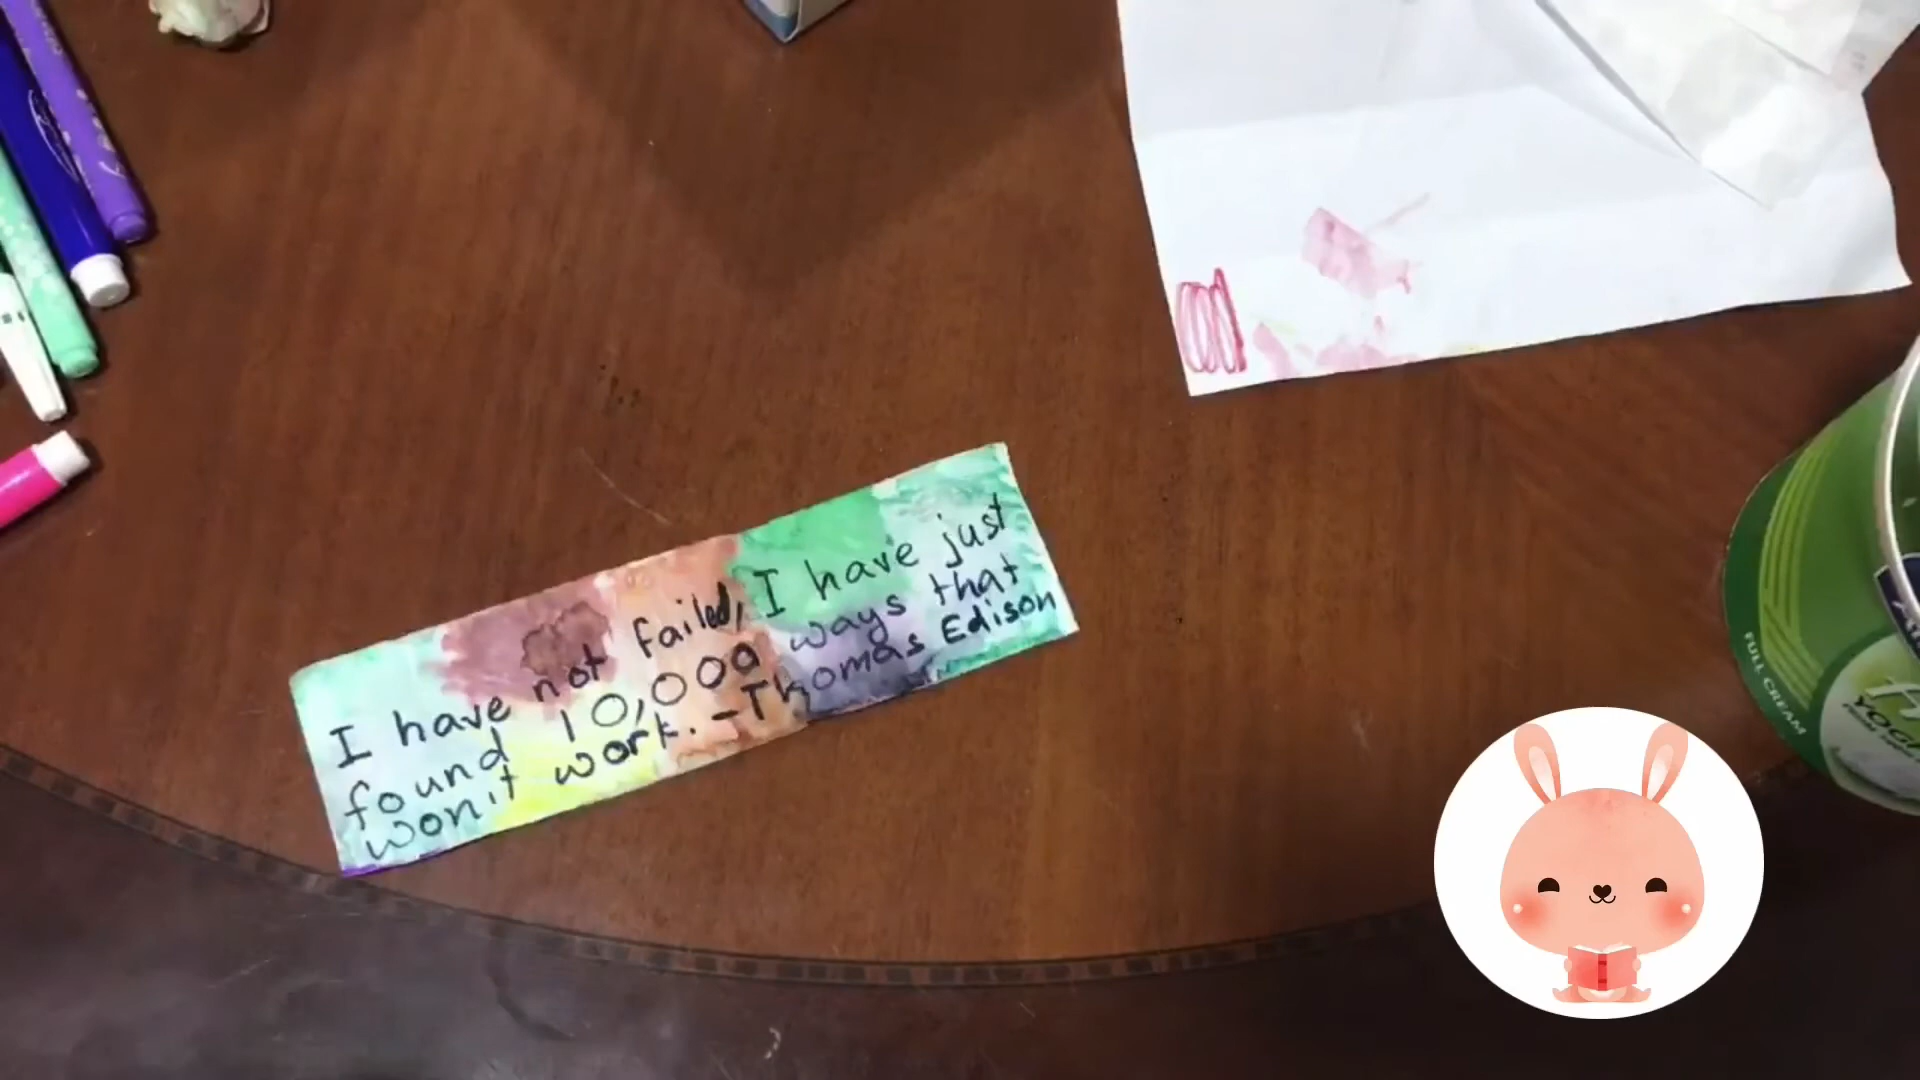 I have not failed, I have just
found 10,000 ways that
won't work. -Thomas Edison
FULL CREAM